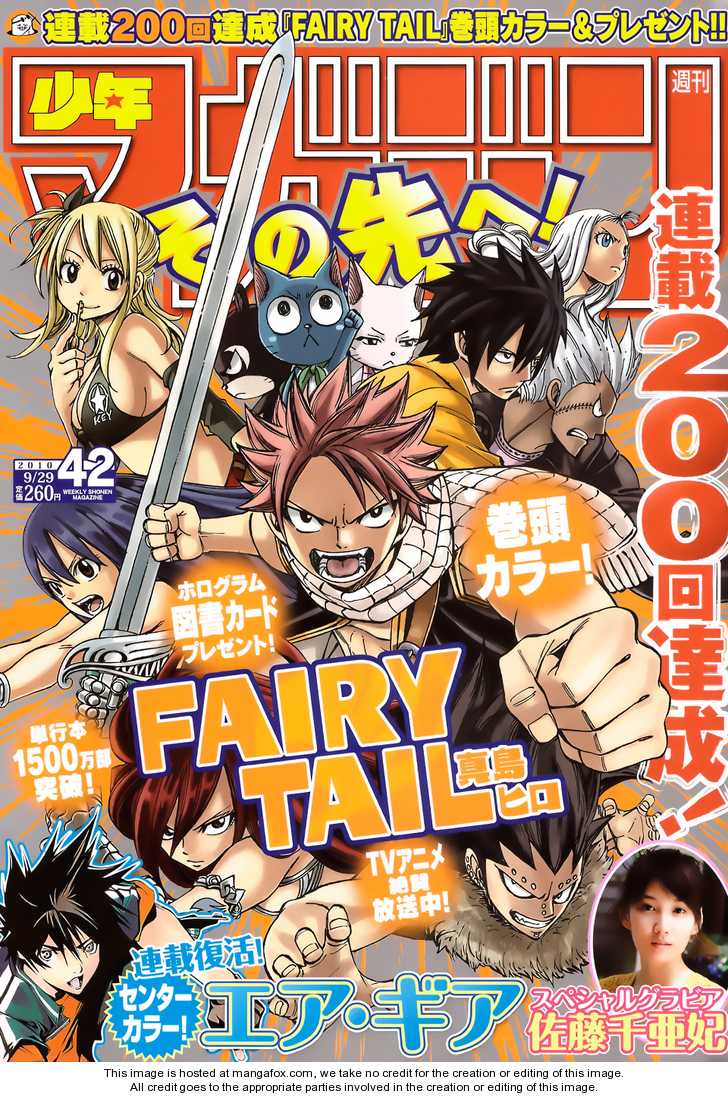 連載200回達成『FAIRY TAIL』巻頭カラー&プレゼント!!
週刊
少年
マガジン
その先へ!
連載200回達成!
KEY
2010
9/29
42
定価260円
WEEKLY SHONEN
MAGAZINE
巻頭
カラー!
ホログラム
図書カード
プレゼント!
FAIRY
TAIL
真島
ヒロ
単行本
1500万部
突破!
TVアニメ
絶賛
放送中!
連載復活!
センター
カラー!
エア・ギア
スペシャルグラビア
佐藤千亜妃
This image is hosted at mangafox.com, we take no credit for the creation or editing of this image.
All credit goes to the appropriate parties involved in the creation or editing of this image.